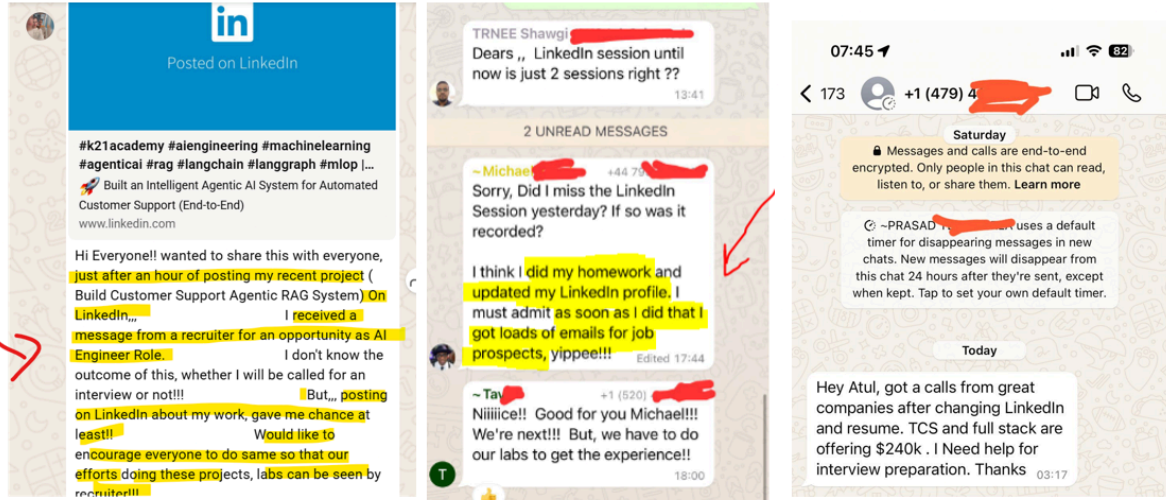 in
Posted on LinkedIn
#k21academy #aiengineering #machinelearning
#agenticai #rag #langchain #langgraph #mlop |...
🚀 Built an Intelligent Agentic AI System for Automated
Customer Support (End-to-End)
www.linkedin.com
Hi Everyone!! wanted to share this with everyone,
just after an hour of posting my recent project (
Build Customer Support Agentic RAG System) On
LinkedIn,,, I received a
message from a recruiter for an opportunity as AI
Engineer Role. I don't know the
outcome of this, whether I will be called for an
interview or not!!! But,,, posting
on LinkedIn about my work, gave me chance at
least!! Would like to
encourage everyone to do same so that our
efforts doing these projects, labs can be seen by
recruiter!!!
TRNEE Shawgi
Dears ,, LinkedIn session until
now is just 2 sessions right ??
13:41
2 UNREAD MESSAGES
~Michael +44 79
Sorry, Did I miss the LinkedIn
Session yesterday? If so was it
recorded?
I think I did my homework and
updated my LinkedIn profile. I
must admit as soon as I did that I
got loads of emails for job
prospects, yippee!!!
Edited 17:44
~Tav +1 (520)
Niiiiice!! Good for you Michael!!!!
We're next!!! But, we have to do
our labs to get the experience!!
18:00
T
07:45
82
173
+1 (479) 4
Saturday
Messages and calls are end-to-end
encrypted. Only people in this chat can read,
listen to, or share them. Learn more
~PRASAD uses a default
timer for disappearing messages in new
chats. New messages will disappear from
this chat 24 hours after they're sent, except
when kept. Tap to set your own default timer.
Today
Hey Atul, got a calls from great
companies after changing LinkedIn
and resume. TCS and full stack are
offering $240k . I Need help for
interview preparation. Thanks
03:17